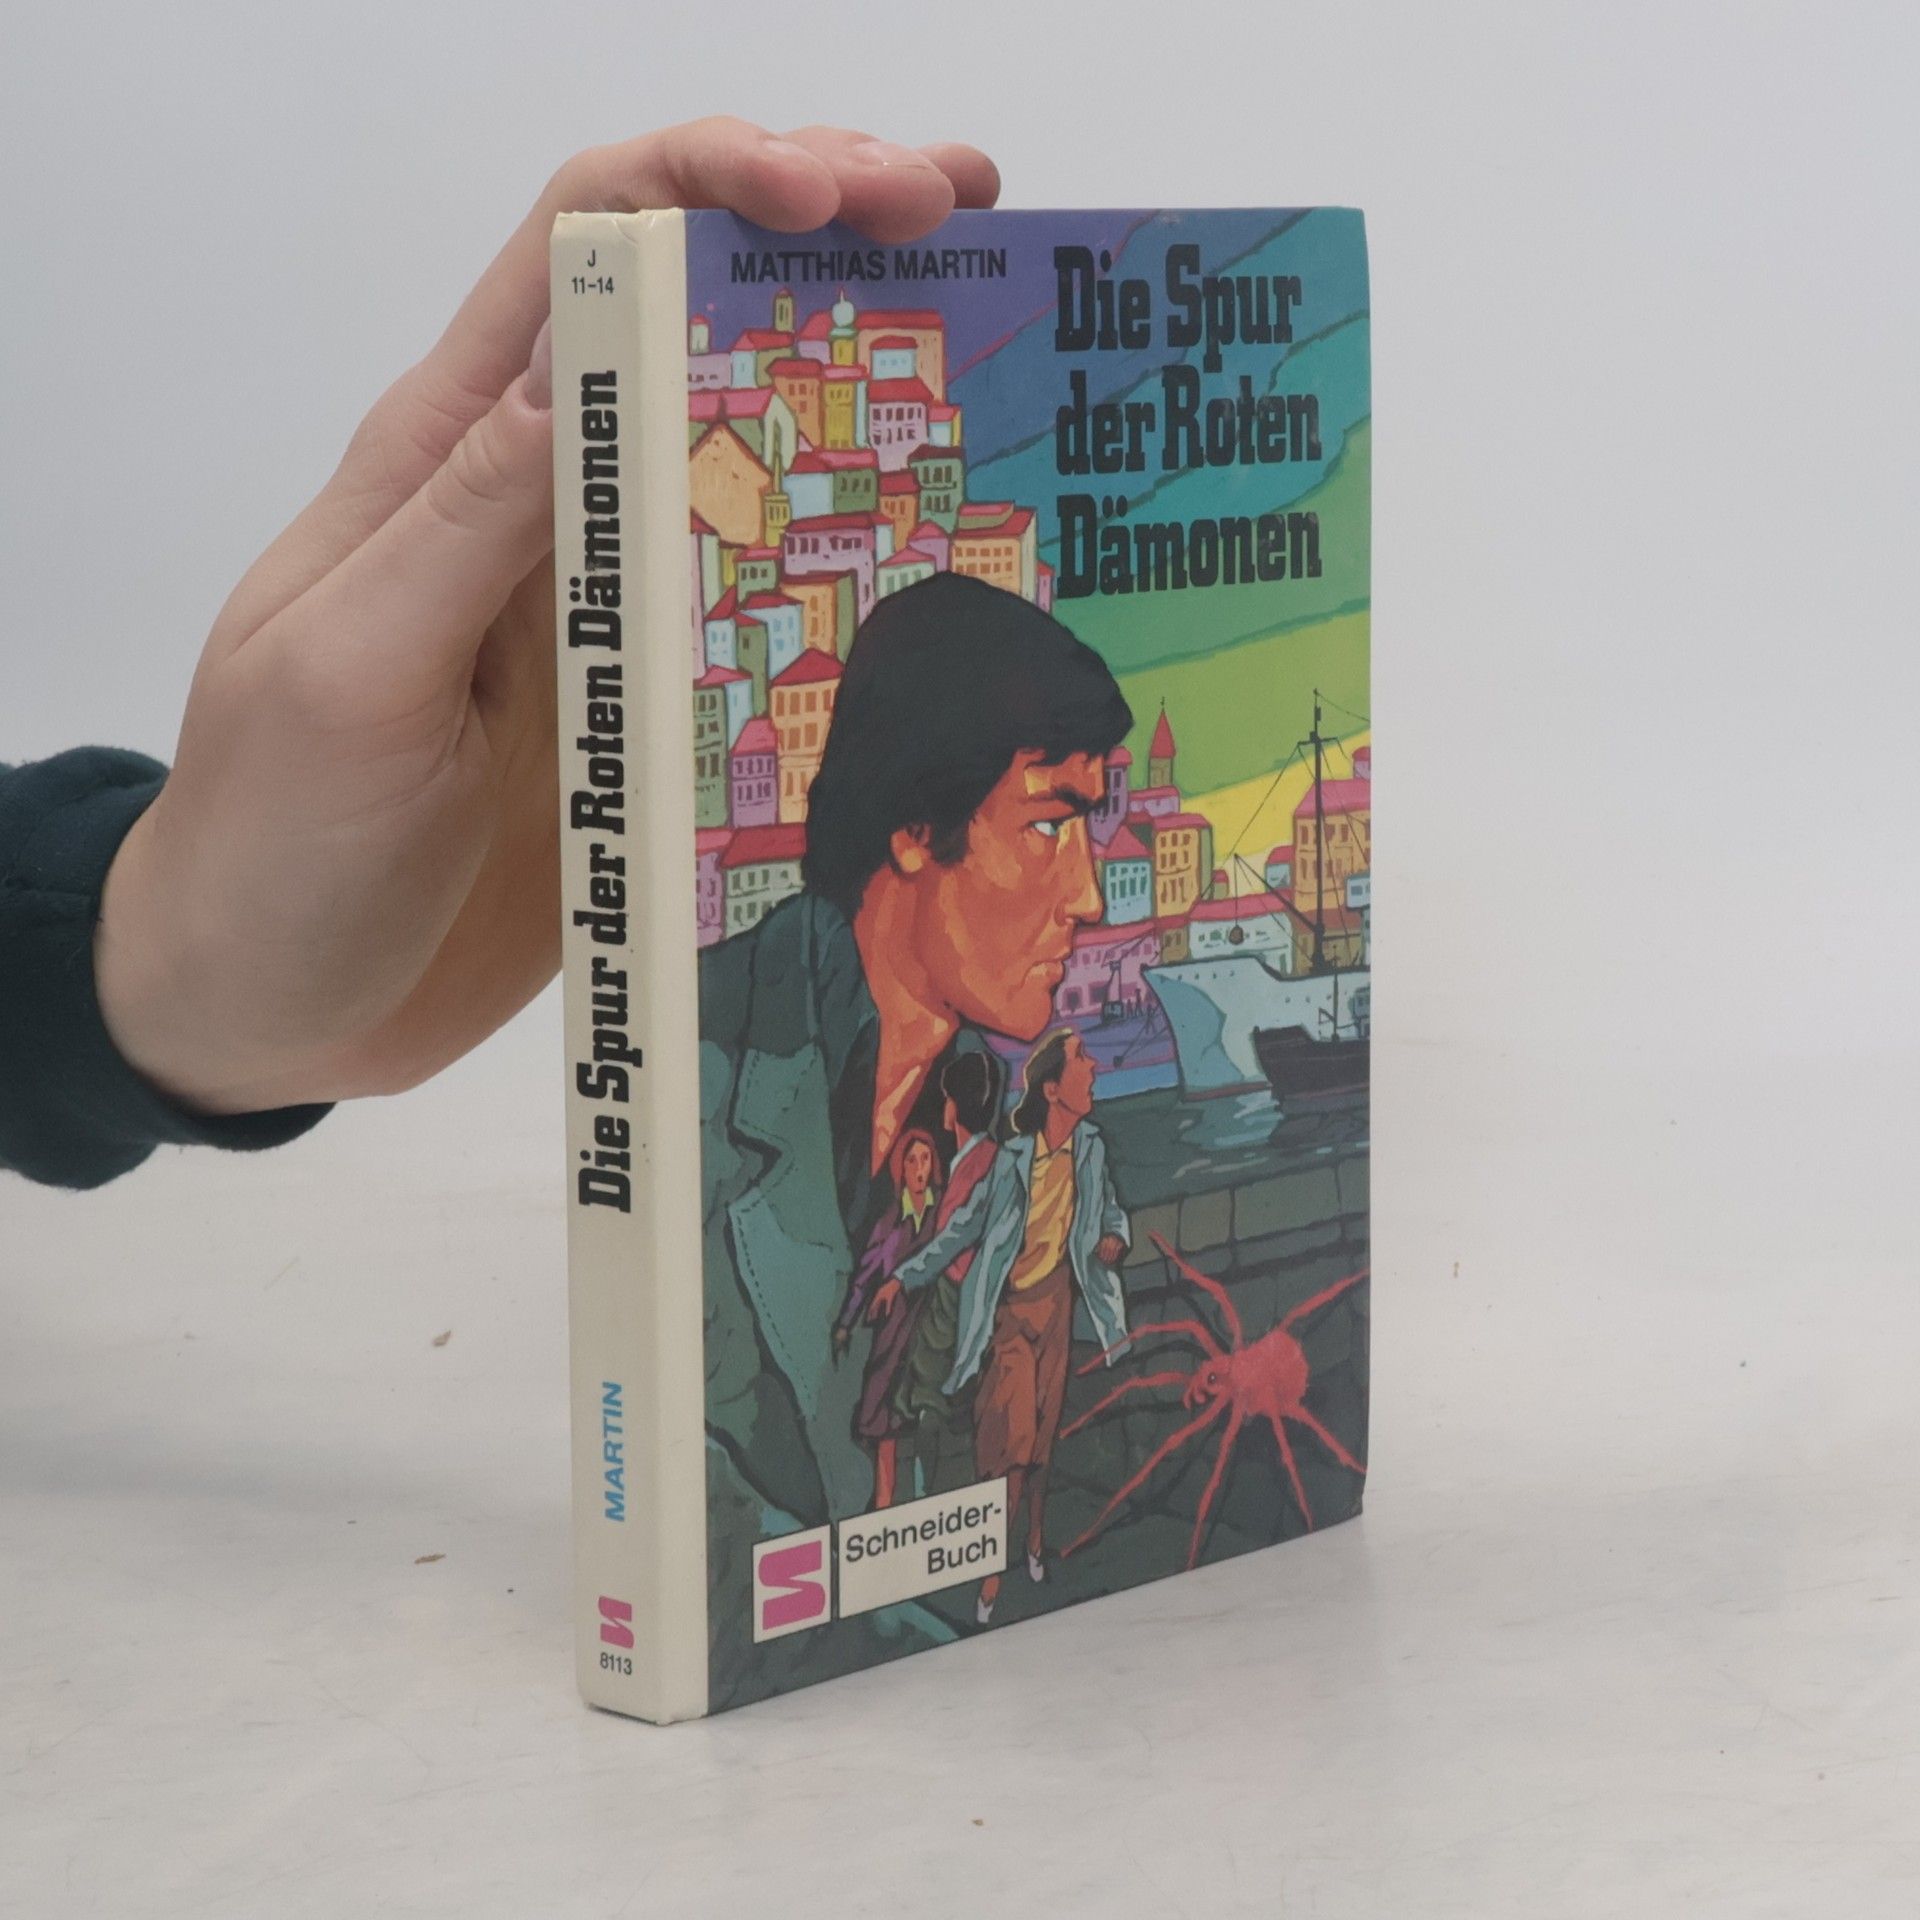 J
11-14
Die Spur der Roten Dämonen
MARTIN
8113
MATTHIAS MARTIN
Die Spur
der Roten
Dämonen
Schneider-
Buch